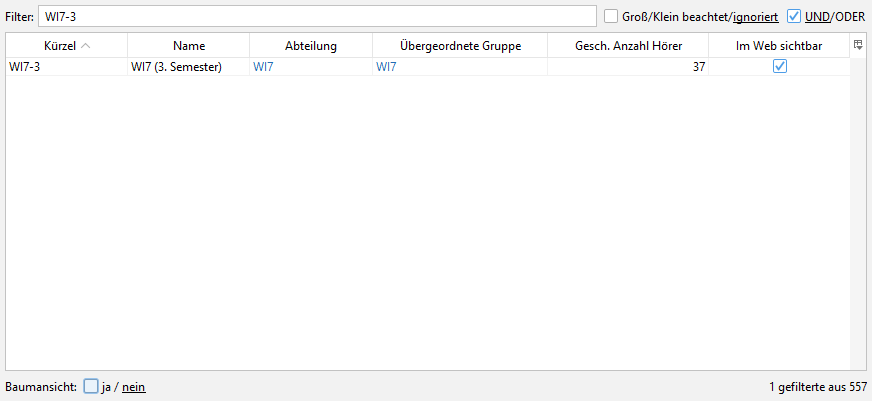 Filter: WI7-3 Groß/Klein beachtet/ignoriert UND/ODER
Kürzel Name Abteilung Übergeordnete Gruppe Gesch. Anzahl Hörer Im Web sichtbar
WI7-3 WI7 (3. Semester) WI7 WI7 37
Baumansicht: ja / nein 1 gefilterte aus 557